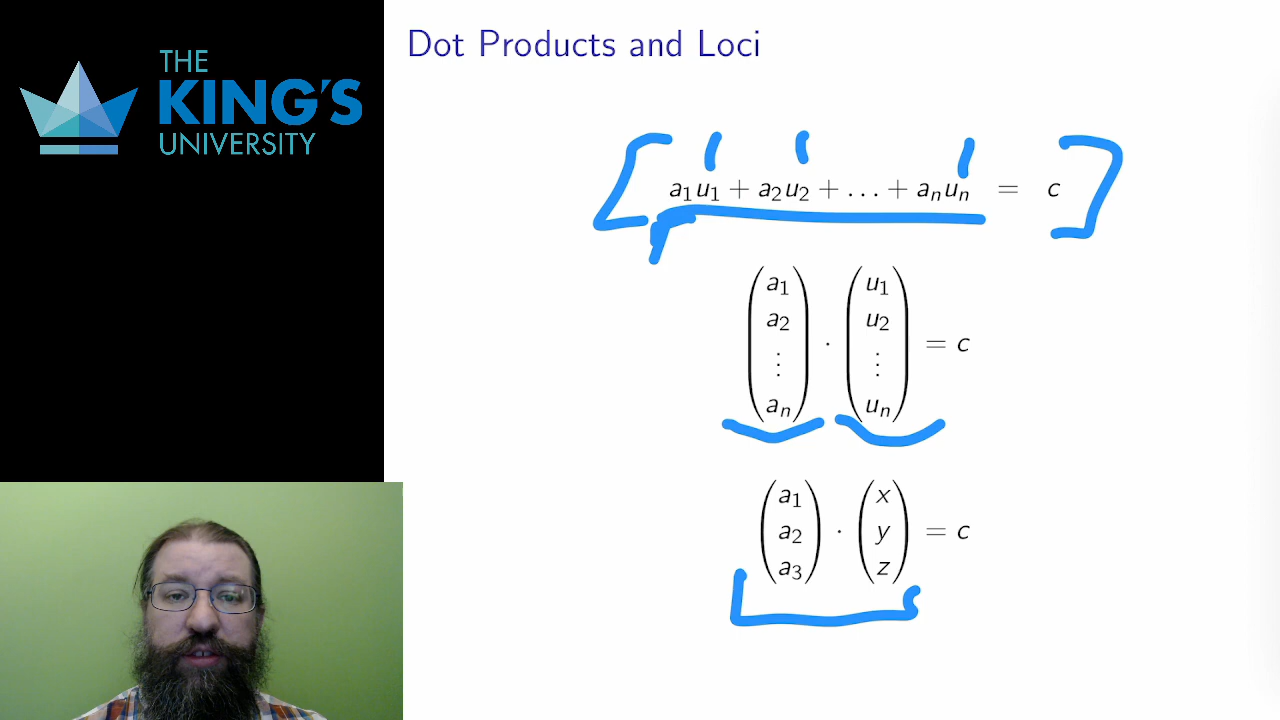 THE
KING'S
UNIVERSITY
Dot Products and Loci
a₁u₁ + a₂u₂ + ... + aₙuₙ = c
(a₁ a₂ ⋮ aₙ) · (u₁ u₂ ⋮ uₙ) = c
(a₁ a₂ a₃) · (x y z) = c